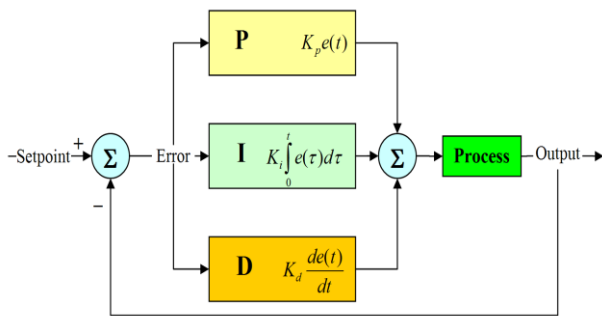 P K_p e(t)
+
−Setpoint Σ Error I K_i ∫_0^t e(τ)dτ Σ Process Output
−
D K_d de(t)/dt